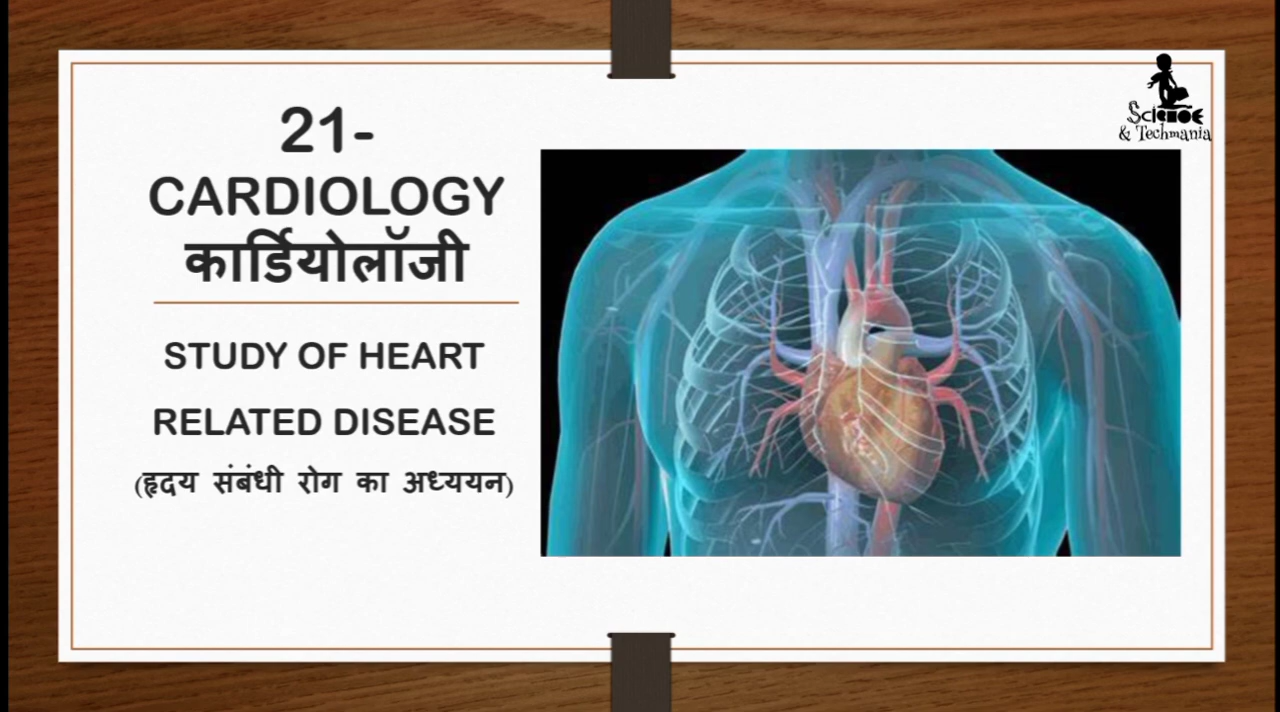 21-
CARDIOLOGY
कार्डियोलॉजी
STUDY OF HEART
RELATED DISEASE
(हृदय संबंधी रोग का अध्ययन)
Science
& Techmania